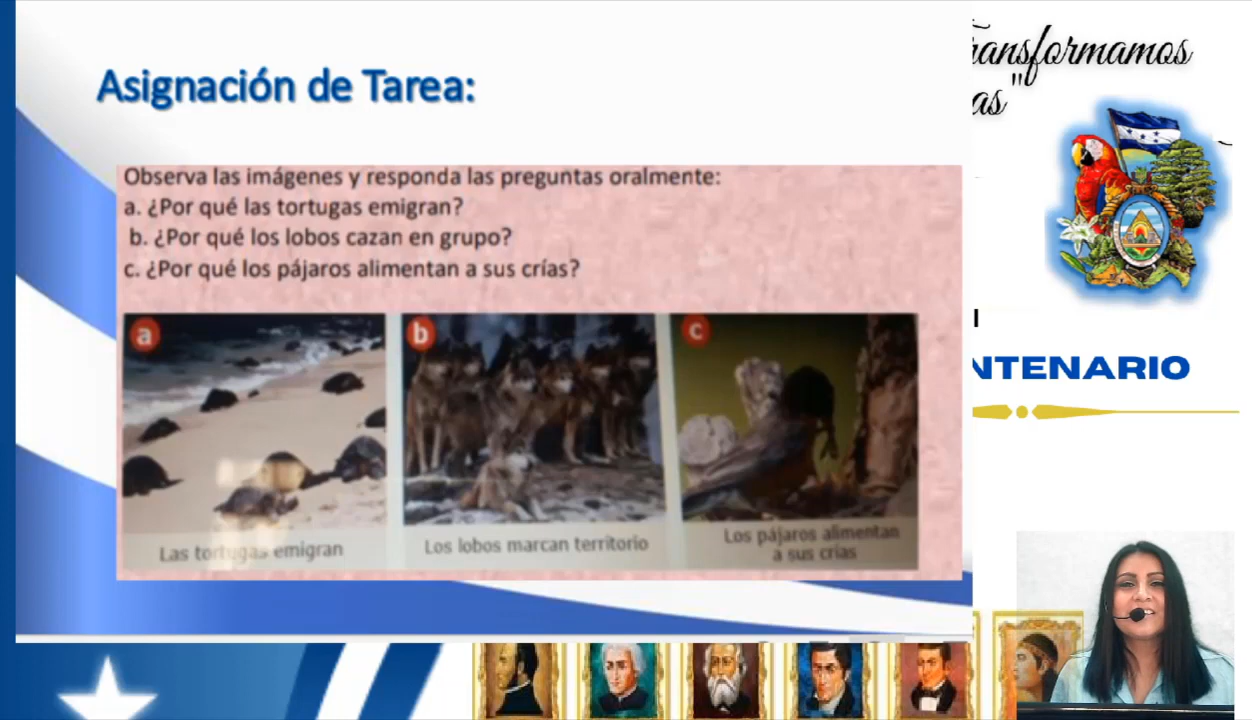 Asignación de Tarea:
Observa las imágenes y responda las preguntas oralmente:
a. ¿Por qué las tortugas emigran?
b. ¿Por qué los lobos cazan en grupo?
c. ¿Por qué los pájaros alimentan a sus crías?
a
b
c
Las tortugas emigran
Los lobos marcan territorio
Los pájaros alimentan
a sus crías
ransformamos
as"
NTENARIO